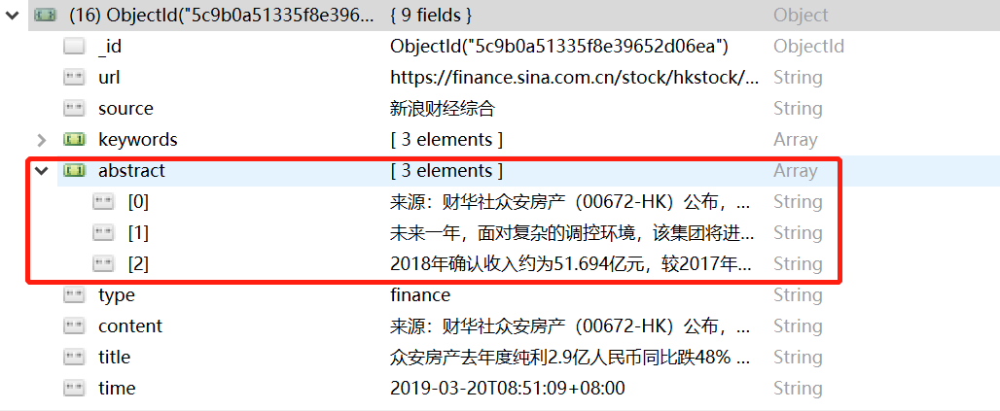 (16) ObjectId("5c9b0a51335f8e396... { 9 fields } Object
_id ObjectId("5c9b0a51335f8e39652d06ea") ObjectId
url https://finance.sina.com.cn/stock/hkstock/... String
source 新浪财经综合 String
keywords [ 3 elements ] Array
abstract [ 3 elements ] Array
[0] 来源：财华社众安房产（00672-HK）公布，... String
[1] 未来一年，面对复杂的调控环境，该集团将进... String
[2] 2018年确认收入约为51.694亿元，较2017年... String
type finance String
content 来源：财华社众安房产（00672-HK）公布，... String
title 众安房产去年度纯利2.9亿人民币同比跌48% ... String
time 2019-03-20T08:51:09+08:00 String